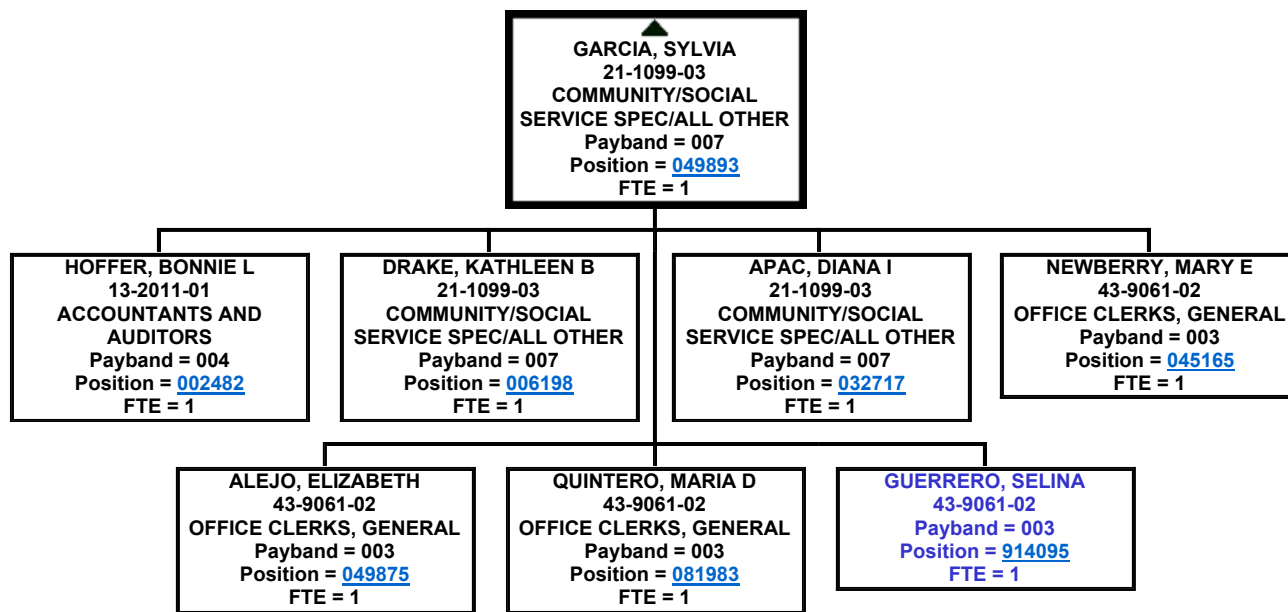 GARCIA, SYLVIA
21-1099-03
COMMUNITY/SOCIAL
SERVICE SPEC/ALL OTHER
Payband = 007
Position = 049893
FTE = 1
HOFFER, BONNIE L
13-2011-01
ACCOUNTANTS AND
AUDITORS
Payband = 004
Position = 002482
FTE = 1
DRAKE, KATHLEEN B
21-1099-03
COMMUNITY/SOCIAL
SERVICE SPEC/ALL OTHER
Payband = 007
Position = 006198
FTE = 1
APAC, DIANA I
21-1099-03
COMMUNITY/SOCIAL
SERVICE SPEC/ALL OTHER
Payband = 007
Position = 032717
FTE = 1
NEWBERRY, MARY E
43-9061-02
OFFICE CLERKS, GENERAL
Payband = 003
Position = 045165
FTE = 1
ALEJO, ELIZABETH
43-9061-02
OFFICE CLERKS, GENERAL
Payband = 003
Position = 049875
FTE = 1
QUINTERO, MARIA D
43-9061-02
OFFICE CLERKS, GENERAL
Payband = 003
Position = 081983
FTE = 1
GUERRERO, SELINA
43-9061-02
Payband = 003
Position = 914095
FTE = 1